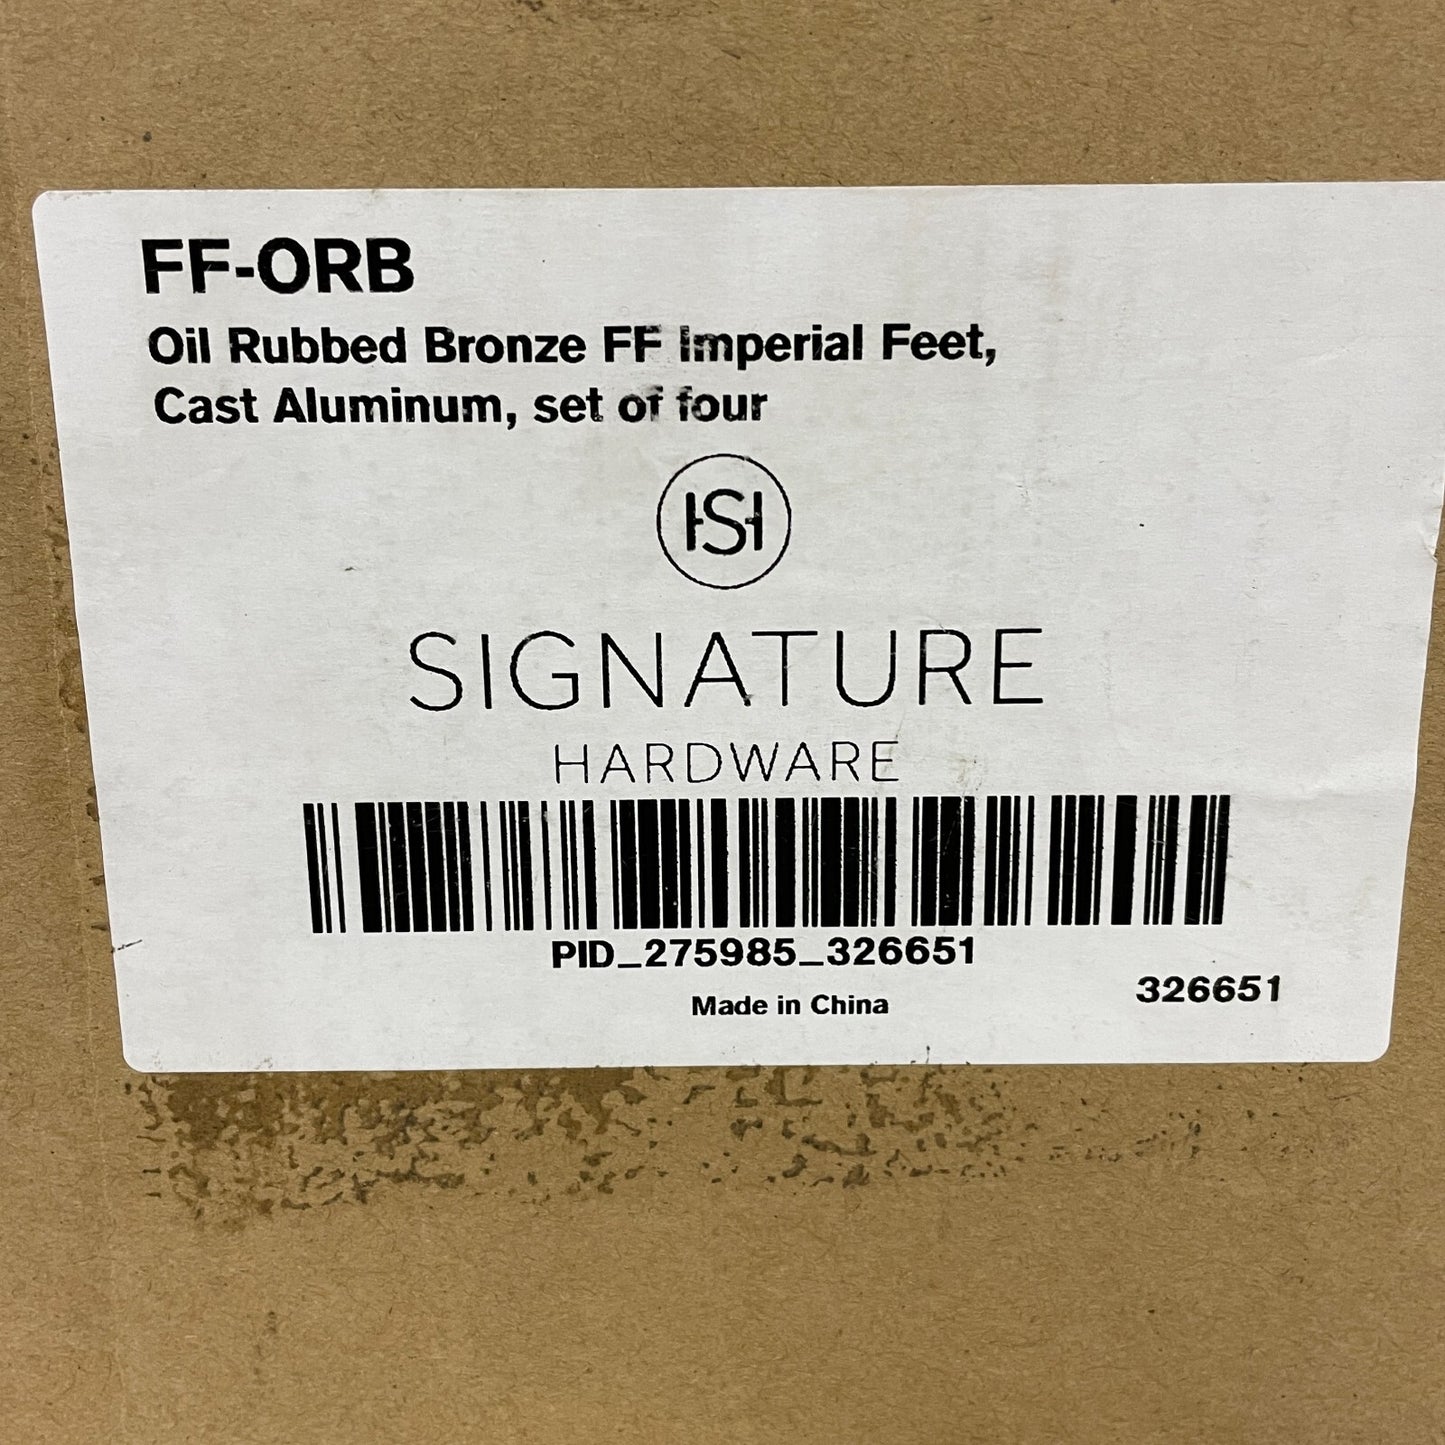 FF-ORB
Oil Rubbed Bronze FF Imperial Feet,
Cast Aluminum, set of four
HSH
SIGNATURE
HARDWARE
PID_275985_326651
Made in China
326651